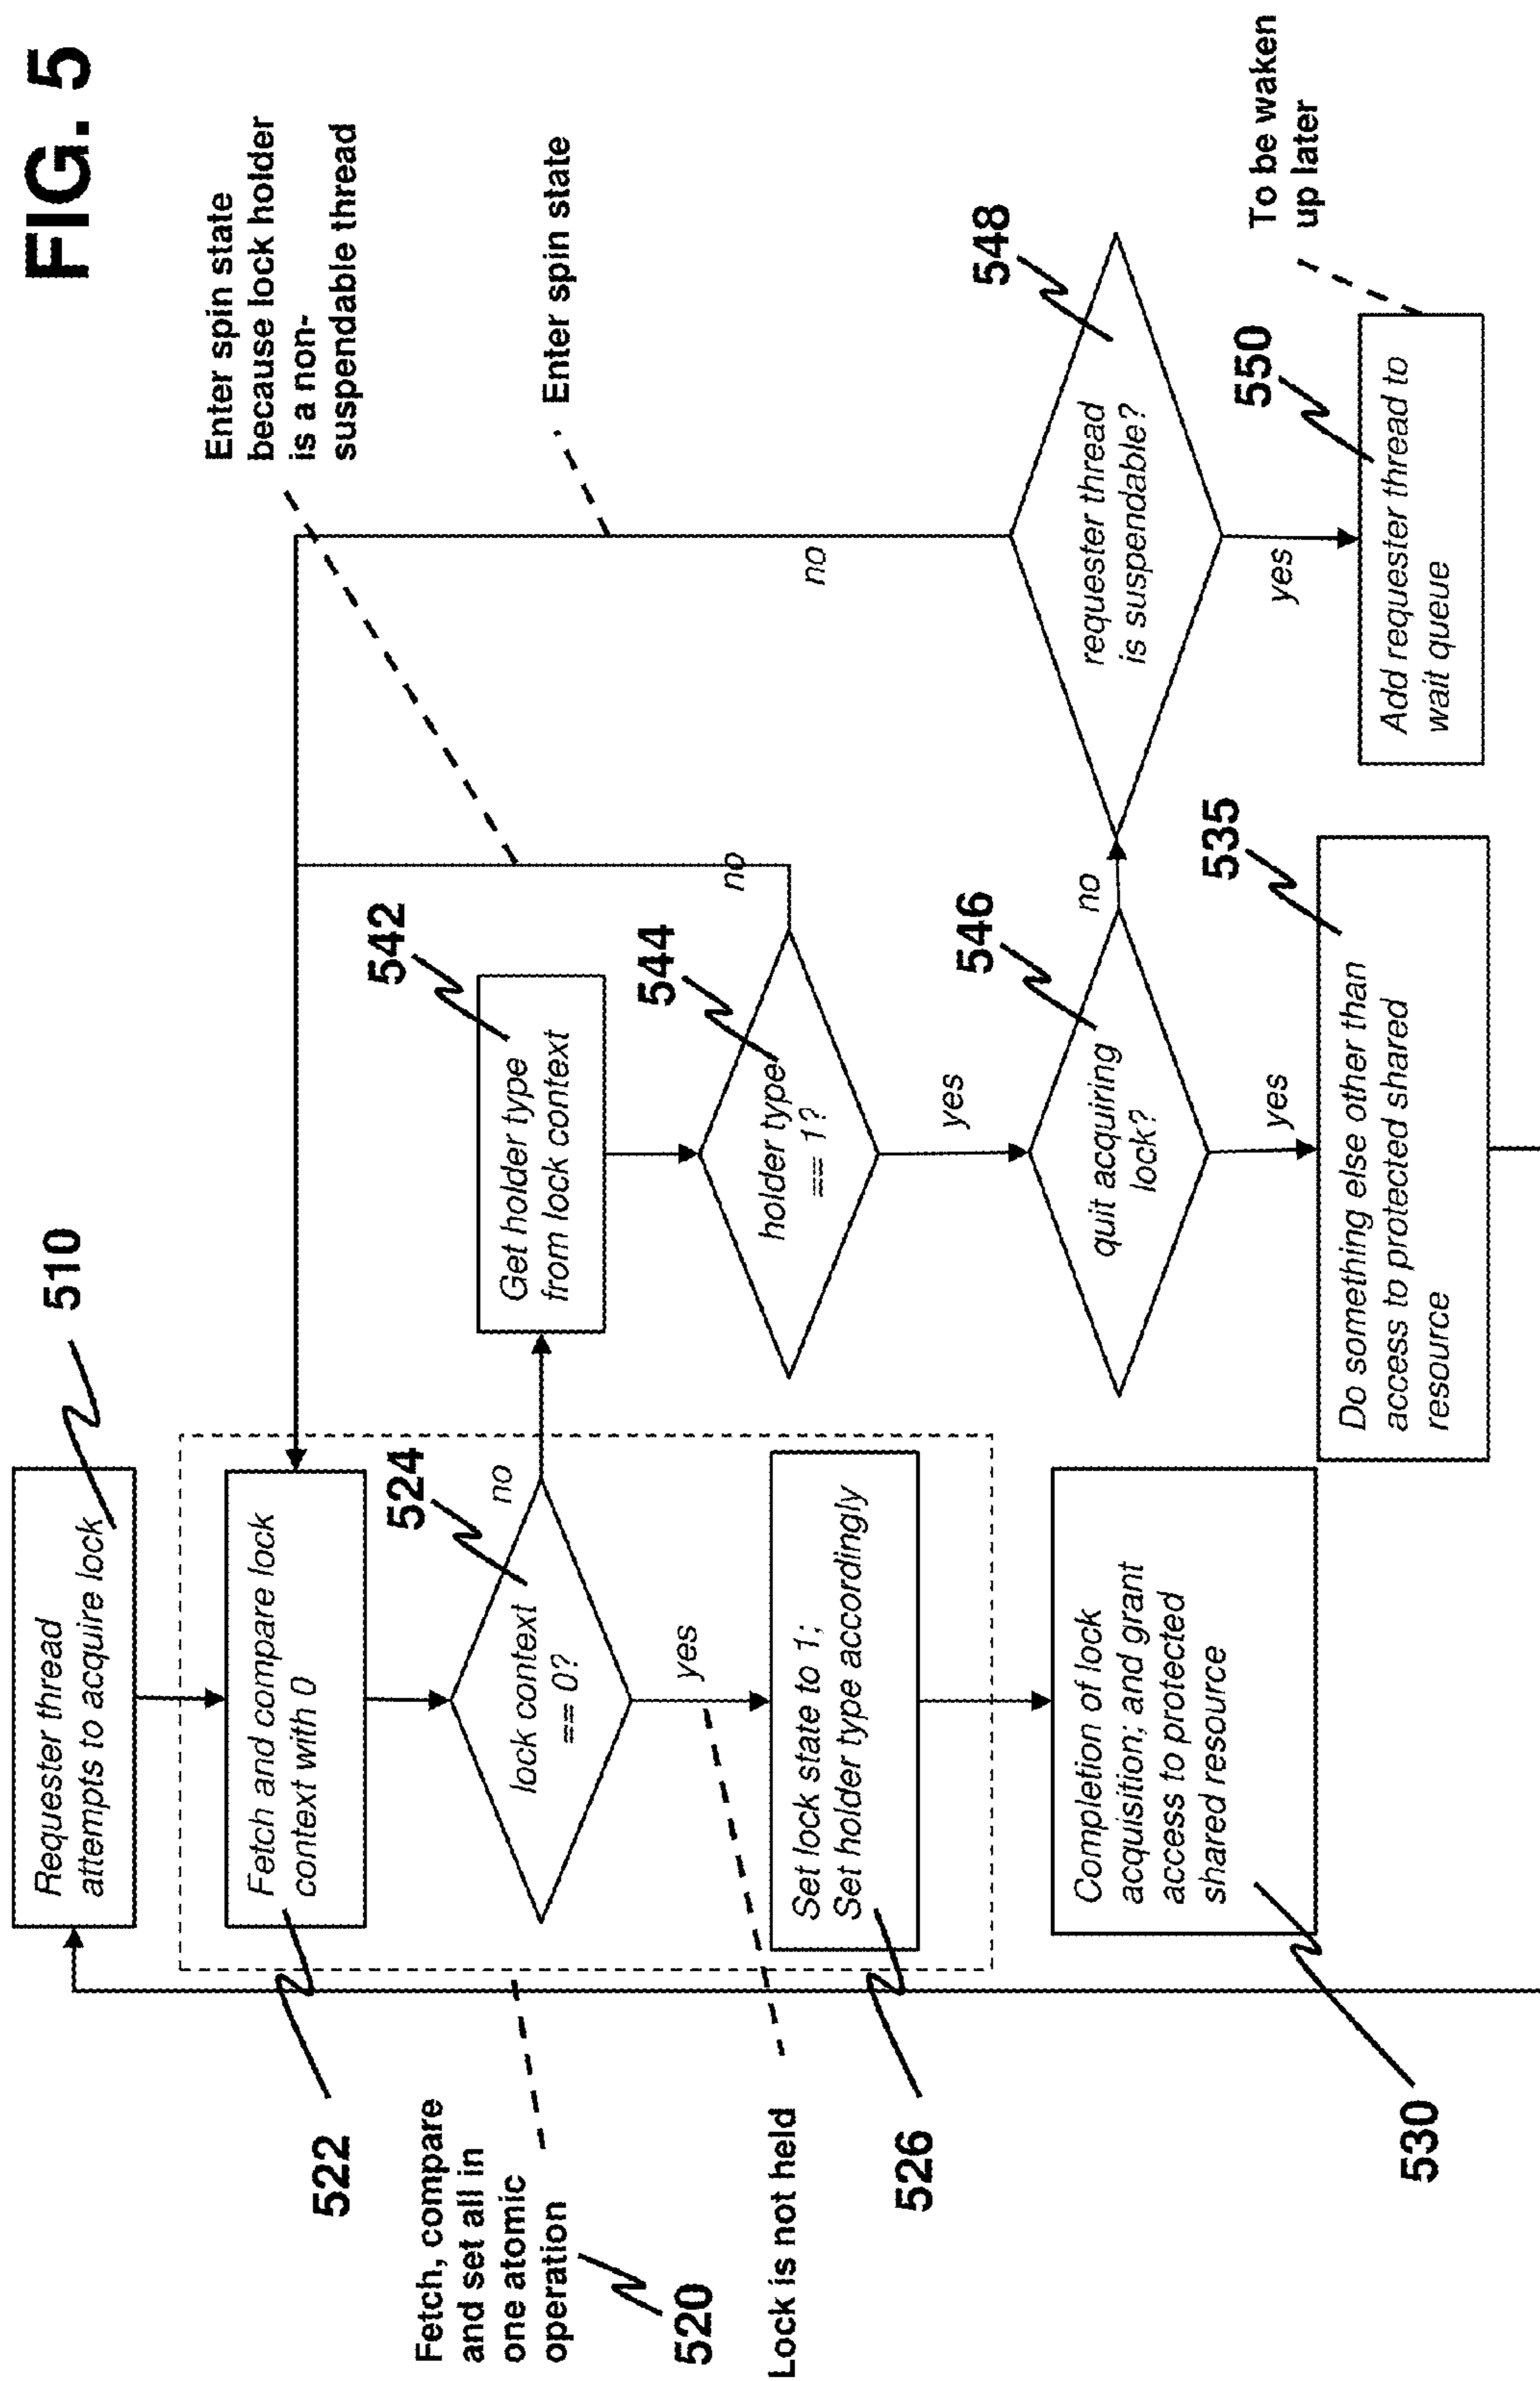 FIG. 5
Requester thread
attempts to acquire lock
510
Fetch and compare lock
context with 0
522
Fetch, compare
and set all in
one atomic
operation
520
lock context
== 0?
524
no
yes
Lock is not held
Set lock state to 1;
Set holder type accordingly
526
Completion of lock
acquisition; and grant
access to protected
shared resource
530
Get holder type
from lock context
542
holder type
== 1?
544
no
yes
Enter spin state
because lock holder
is a non-
suspendable thread
Enter spin state
quit acquiring
lock?
546
no
yes
Do something else other than
access to protected shared
resource
535
requester thread
is suspendable?
548
no
yes
Add requester thread to
wait queue
550
To be waken
up later